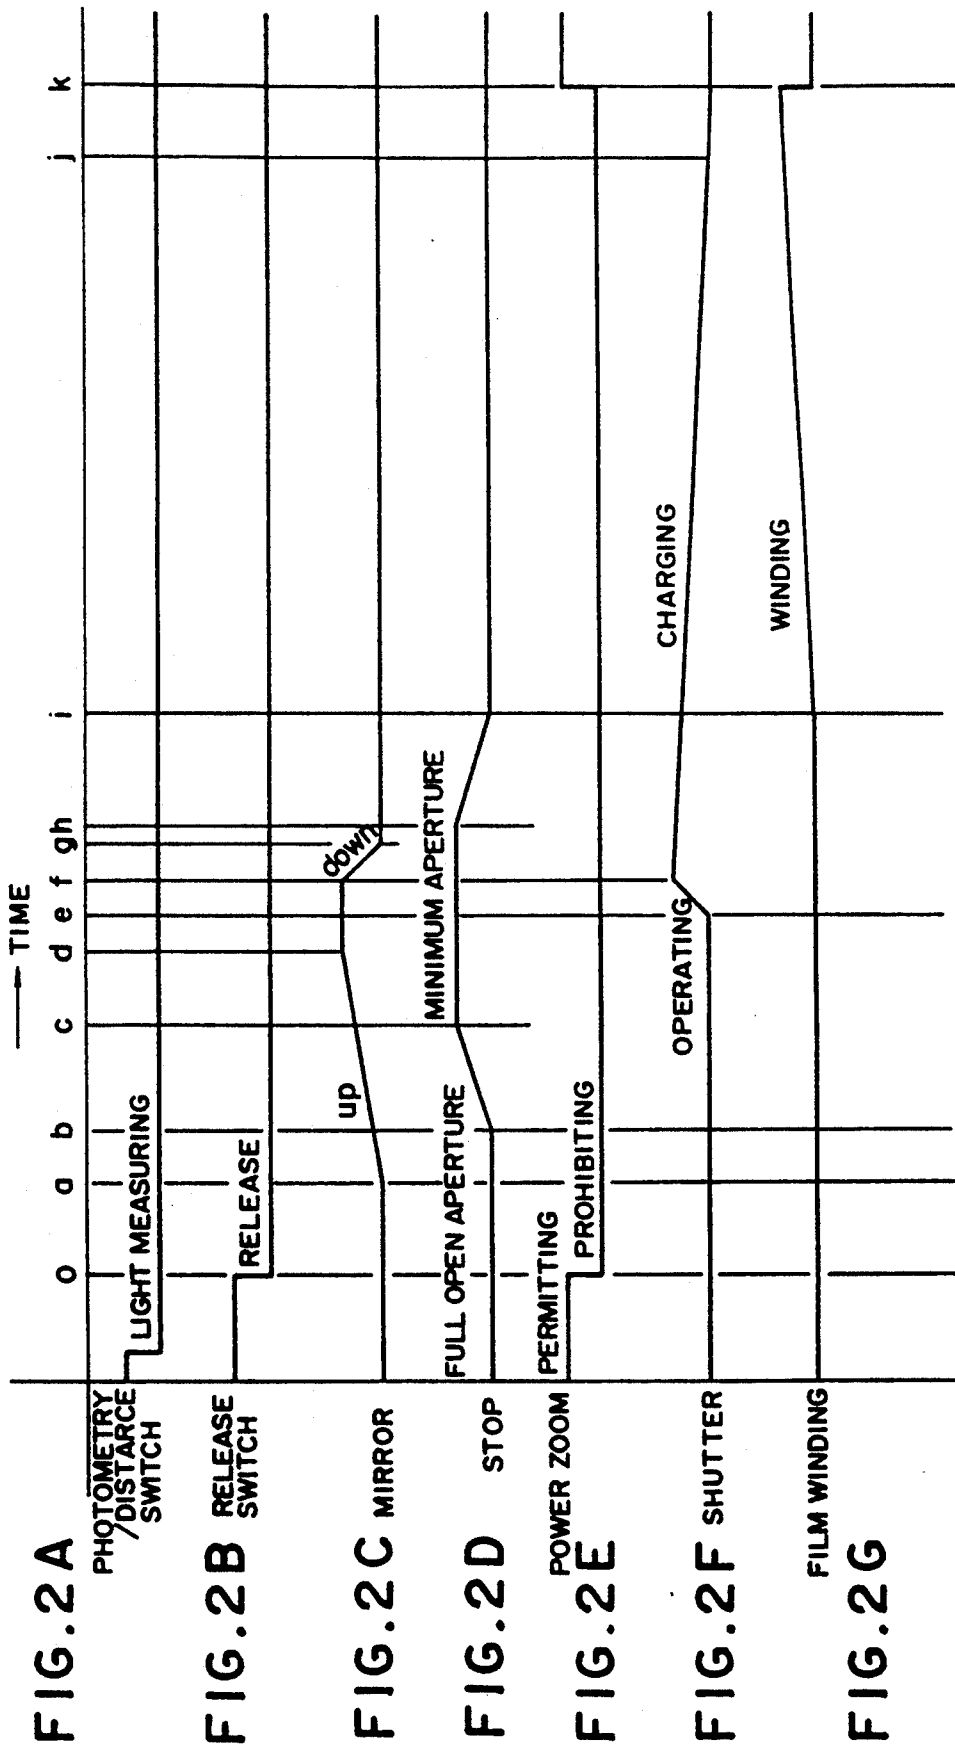 TIME
o a b c d e f g h i j k
FIG.2A
PHOTOMETRY
/DISTARCE
SWITCH
LIGHT MEASURING
FIG.2B
RELEASE
SWITCH
RELEASE
FIG.2C
MIRROR
up
down
FIG.2D
STOP
FULL OPEN APERTURE
MINIMUM APERTURE
FIG.2E
POWER ZOOM
PERMITTING
PROHIBITING
FIG.2F
SHUTTER
OPERATING
CHARGING
FIG.2G
FILM WINDING
WINDING